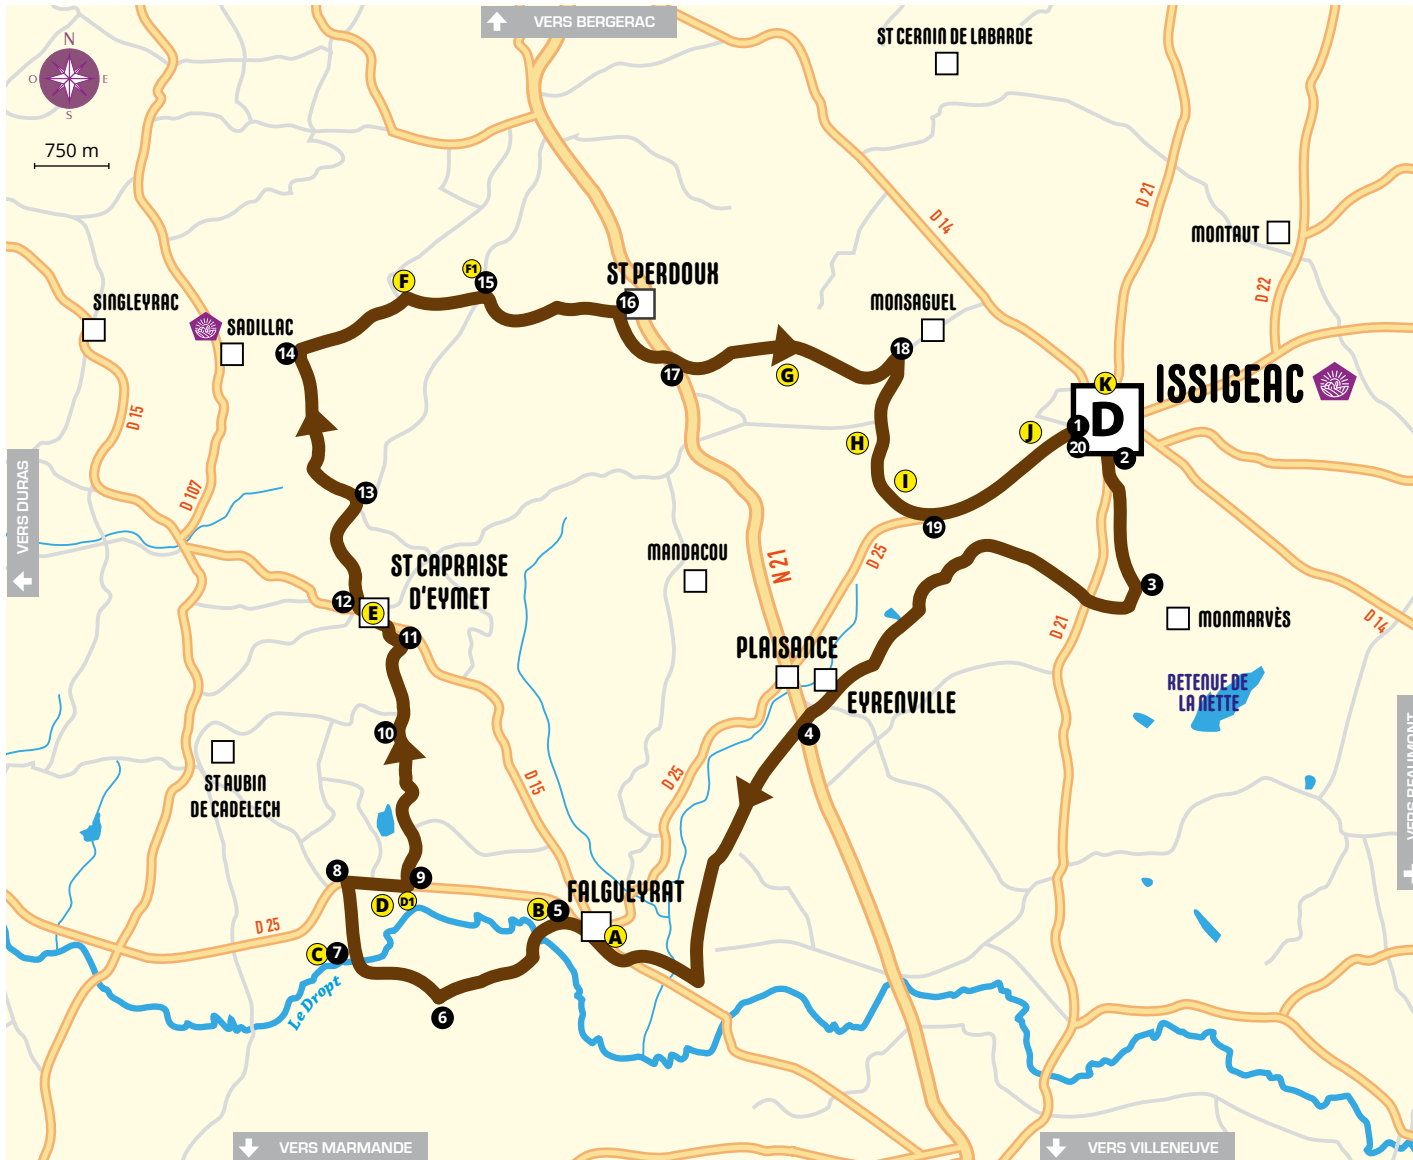 VERS BERGERAC
ST CERNIN DE LABARDE
N
O
E
S
750 m
D 21
D 14
MONTAUT
D 22
F1
F
15
ST PERDOUX
SINGLEYRAC
16
MONSAGUEL
SADILLAC
14
18
17
G
K
ISSIGEAC
D
D 15
1
J
H
20
2
I
D 107
13
19
VERS DURAS
D 25
MANDACOU
N 21
ST CAPRAISE
D'EYMET
3
12
E
11
MONMARVÈS
D 21
D 14
PLAISANCE
RETENUE DE
LA NETTE
EYRENVILLE
10
4
ST AUBIN
DE CADELECH
D 25
D 15
VERS BEAUMONT
8
9
FALGUEYRAT
D
D1
B
5
D 25
A
C
7
Le Dropt
6
VERS MARMANDE
VERS VILLENEUVE